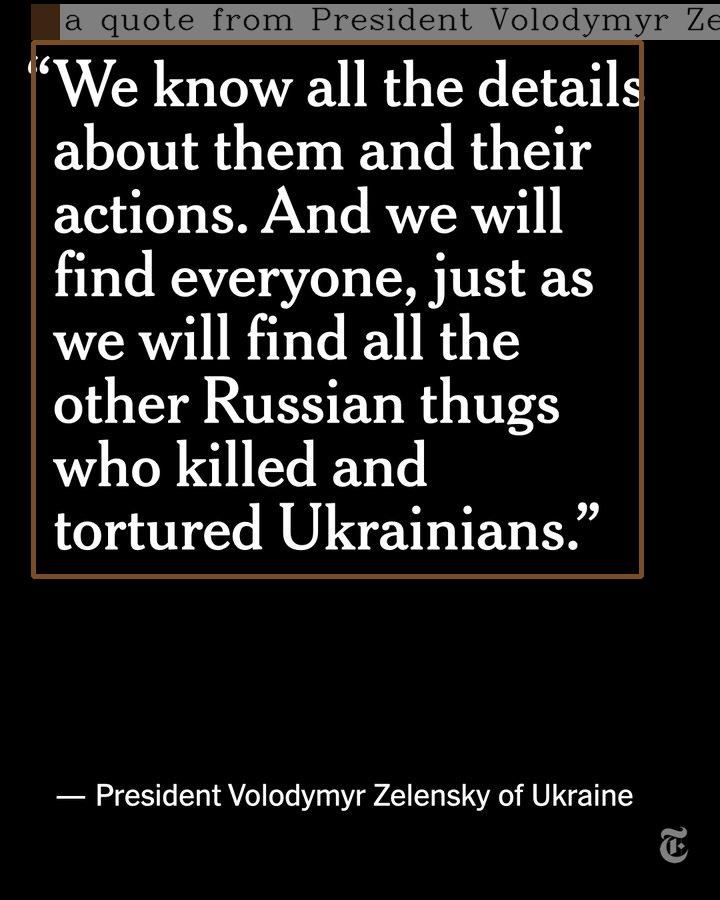 a quote from President Volodymyr Ze
“We know all the details
about them and their
actions. And we will
find everyone, just as
we will find all the
other Russian thugs
who killed and
tortured Ukrainians.”
— President Volodymyr Zelensky of Ukraine
T